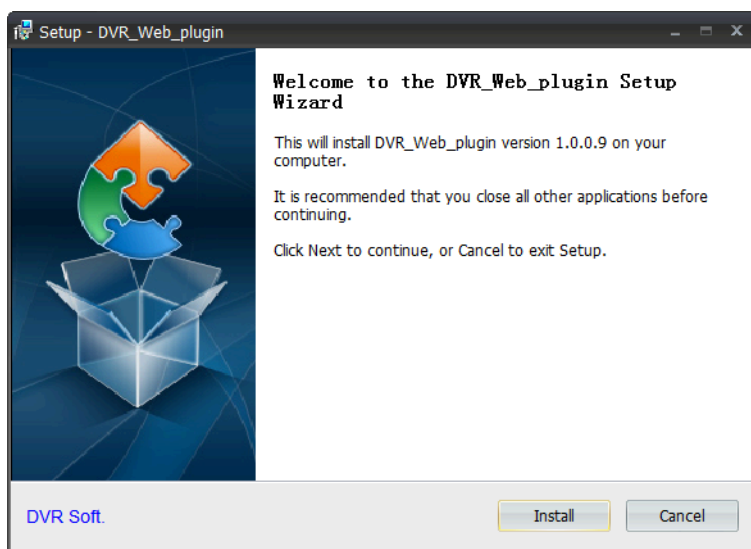 Setup - DVR_Web_plugin
Welcome to the DVR_Web_plugin Setup
Wizard
This will install DVR_Web_plugin version 1.0.0.9 on your
computer.
It is recommended that you close all other applications before
continuing.
Click Next to continue, or Cancel to exit Setup.
DVR Soft.
Install
Cancel